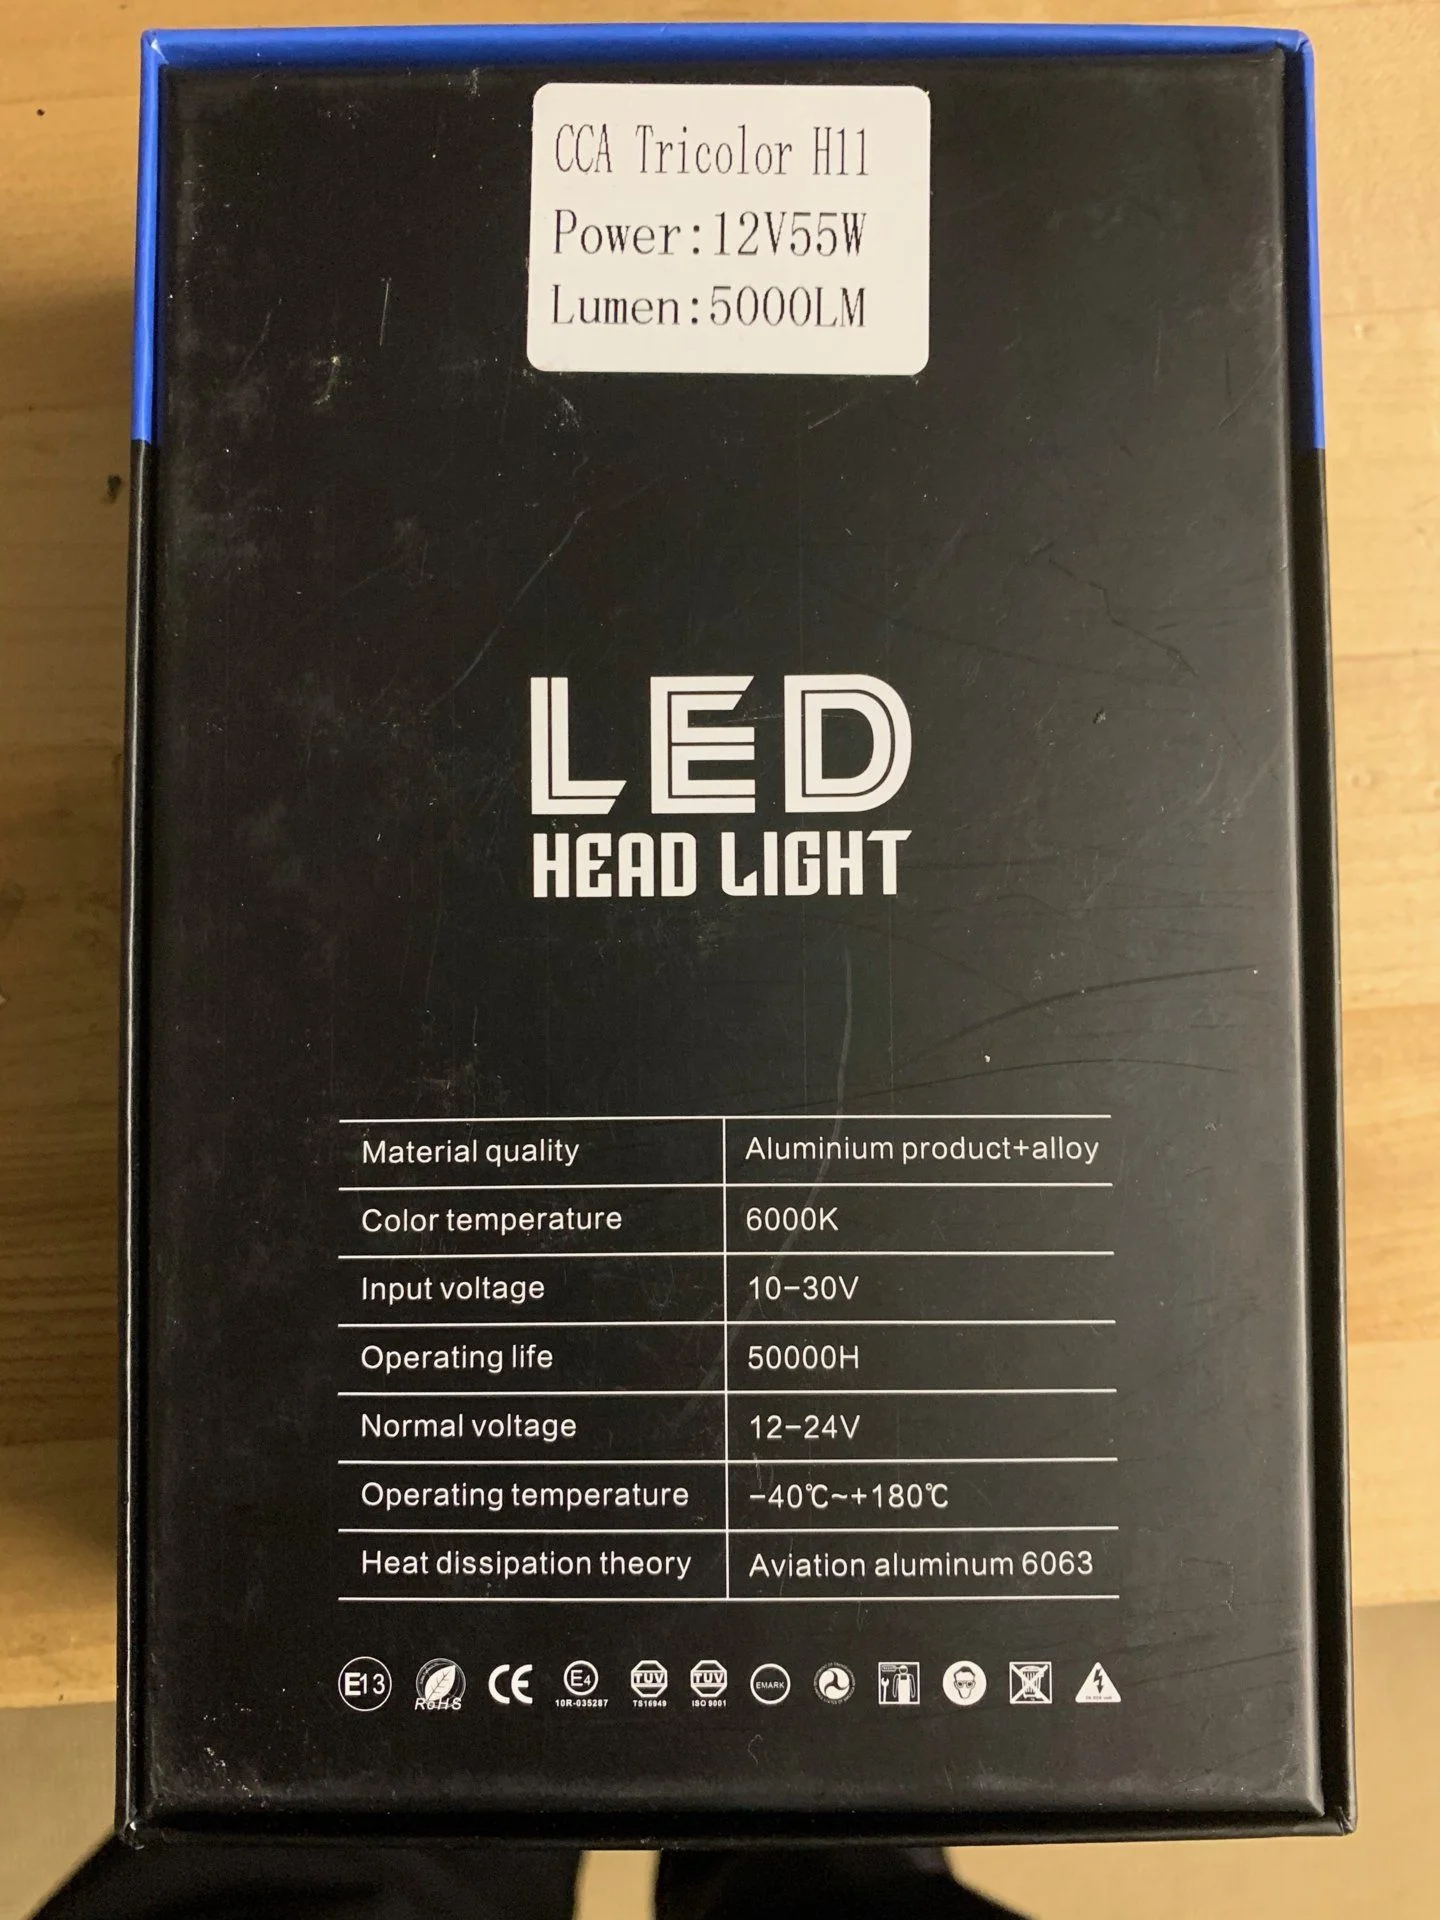 CCA Tricolor H11
Power:12V55W
Lumen:5000LM
LED
HEAD LIGHT
Material quality Aluminium product+alloy
Color temperature 6000K
Input voltage 10-30V
Operating life 50000H
Normal voltage 12-24V
Operating temperature -40℃~+180℃
Heat dissipation theory Aviation aluminum 6063
E13 RoHS CE E4 10R-035287 TUV TS16949 TUV ISO 9001 EMARK